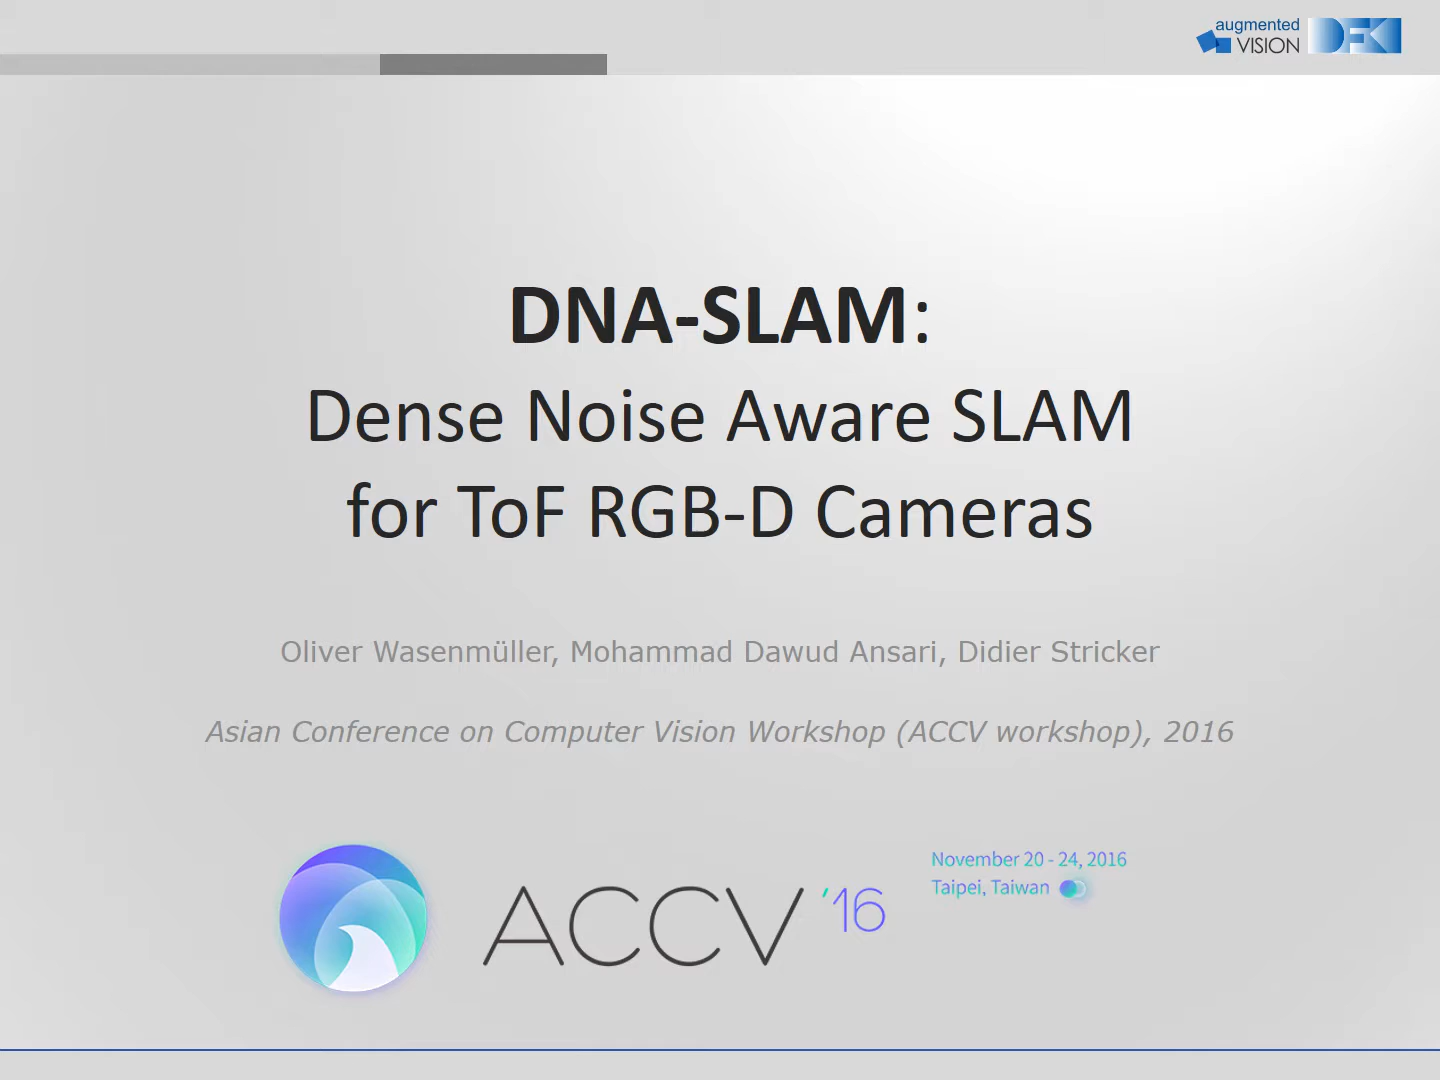 augmented
VISION DFKI
DNA-SLAM:
Dense Noise Aware SLAM
for ToF RGB-D Cameras
Oliver Wasenmüller, Mohammad Dawud Ansari, Didier Stricker
Asian Conference on Computer Vision Workshop (ACCV workshop), 2016
November 20 - 24, 2016
Taipei, Taiwan
ACCV '16